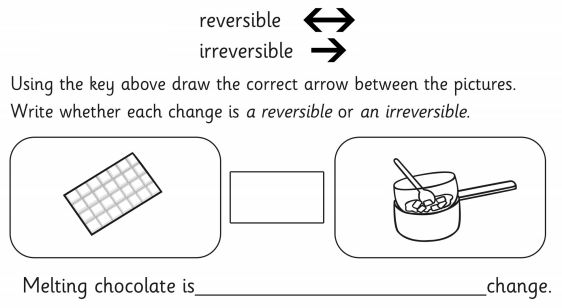 reversible
irreversible
Using the key above draw the correct arrow between the pictures.
Write whether each change is a reversible or an irreversible.
Melting chocolate is______________________________change.